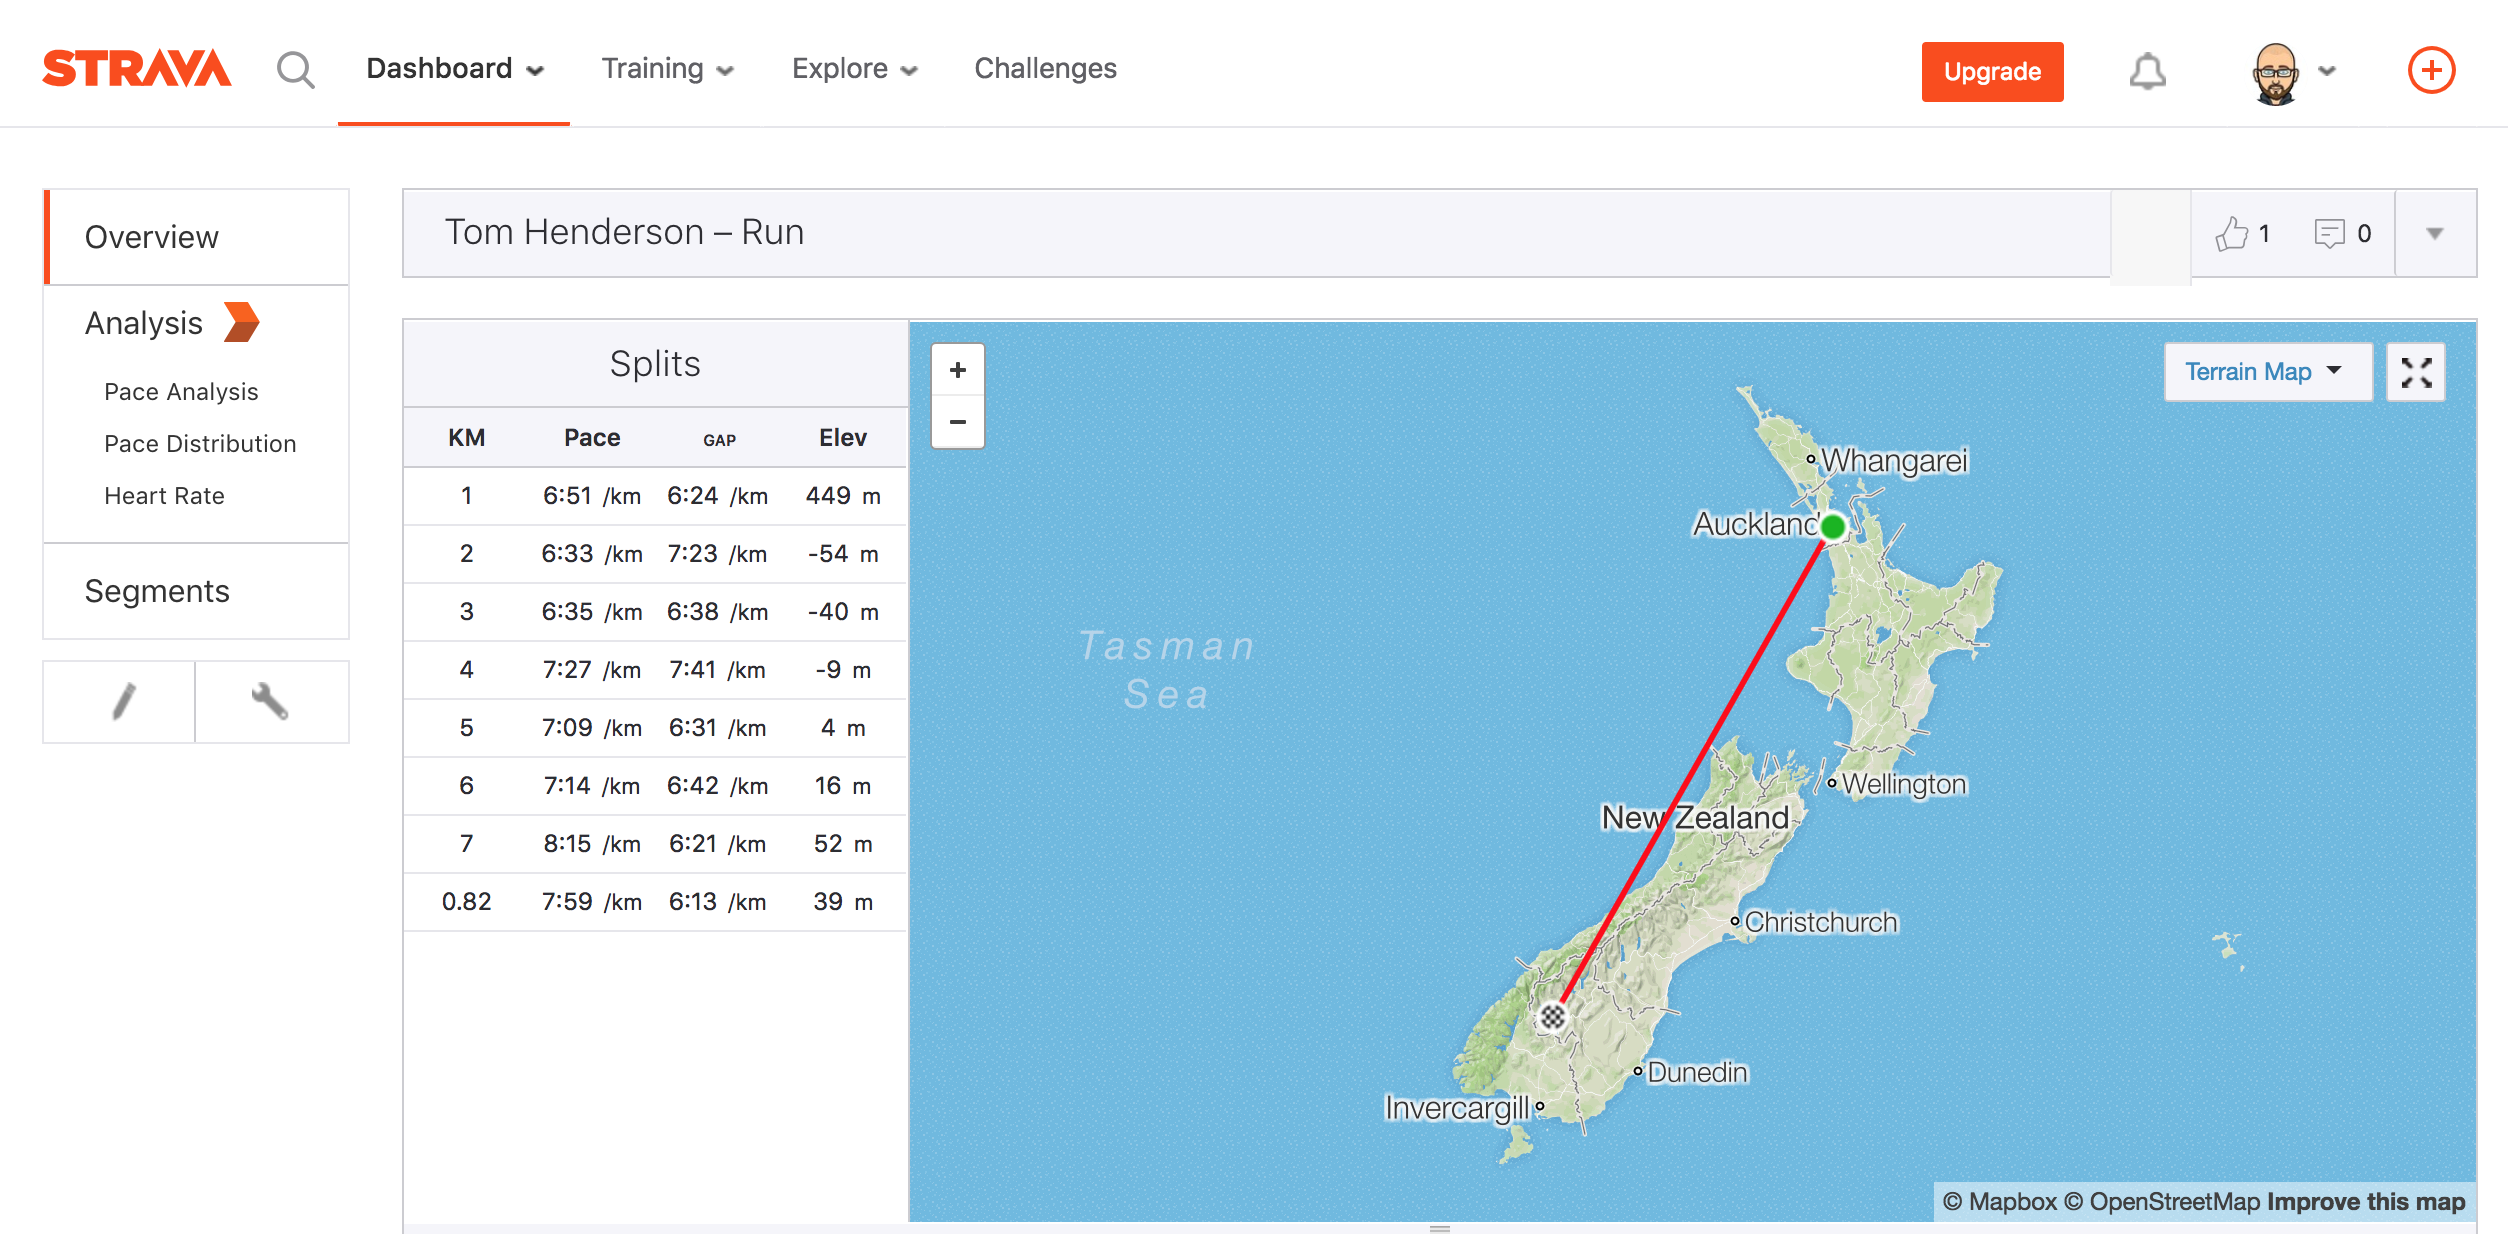 STRAVA Dashboard Training Explore Challenges Upgrade
Overview
Analysis
Pace Analysis
Pace Distribution
Heart Rate
Segments
Tom Henderson – Run 1 0
Splits
KM Pace GAP Elev
1 6:51 /km 6:24 /km 449 m
2 6:33 /km 7:23 /km -54 m
3 6:35 /km 6:38 /km -40 m
4 7:27 /km 7:41 /km -9 m
5 7:09 /km 6:31 /km 4 m
6 7:14 /km 6:42 /km 16 m
7 8:15 /km 6:21 /km 52 m
0.82 7:59 /km 6:13 /km 39 m
+
−
Terrain Map
Whangarei
Auckland
Tasman
Sea
Wellington
New Zealand
Christchurch
Dunedin
Invercargill
© Mapbox © OpenStreetMap Improve this map